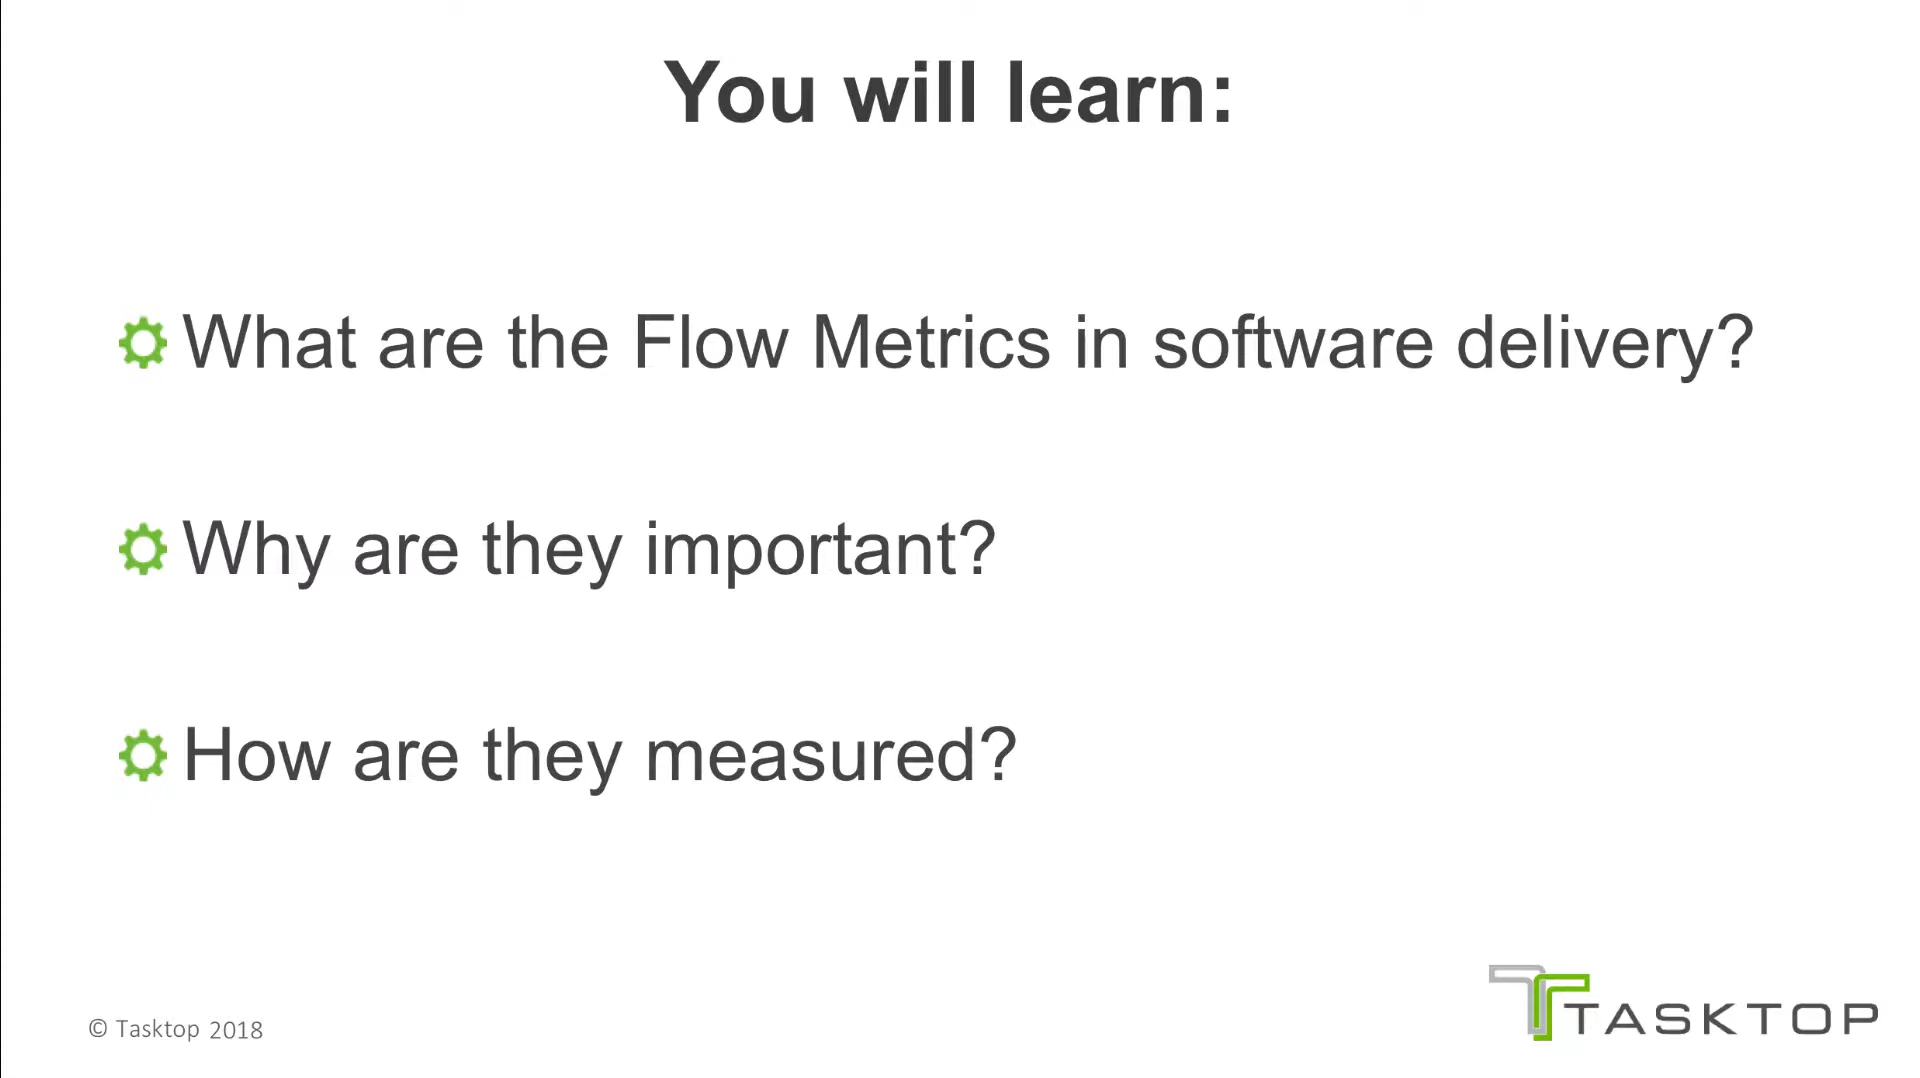 You will learn:
What are the Flow Metrics in software delivery?
Why are they important?
How are they measured?
© Tasktop 2018
TASKTOP